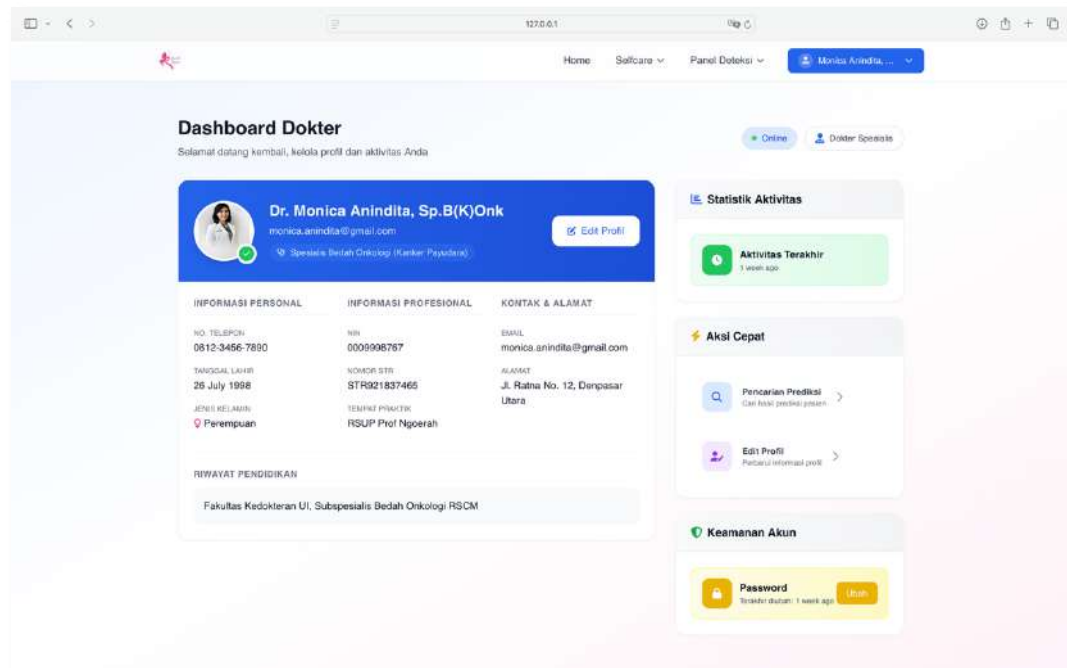 127.0.0.1
Home
Selfcare
Panel Deteksi
Monica Anindita, ...
Dashboard Dokter
Selamat datang kembali, kelola profil dan aktivitas Anda
Online
Dokter Spesialis
Dr. Monica Anindita, Sp.B(K)Onk
monica.anindita@gmail.com
Spesialis Bedah Onkologi (Kanker Payudara)
Edit Profil
INFORMASI PERSONAL
NO. TELEPON
0812-3456-7890
TANGGAL LAHIR
26 July 1998
JENIS KELAMIN
Perempuan
INFORMASI PROFESIONAL
NIN
0009998767
NOMOR STR
STR921837465
TEMPAT PRAKTIK
RSUP Prof Ngoerah
KONTAK & ALAMAT
EMAIL
monica.anindita@gmail.com
ALAMAT
Jl. Ratna No. 12, Denpasar
Utara
RIWAYAT PENDIDIKAN
Fakultas Kedokteran UI, Subspesialis Bedah Onkologi RSCM
Statistik Aktivitas
Aktivitas Terakhir
1 week ago
Aksi Cepat
Pencarian Prediksi
Cari hasil prediksi pasien
Edit Profil
Perbarui informasi profil
Keamanan Akun
Password
Terakhir diubah: 1 week ago
Ubah